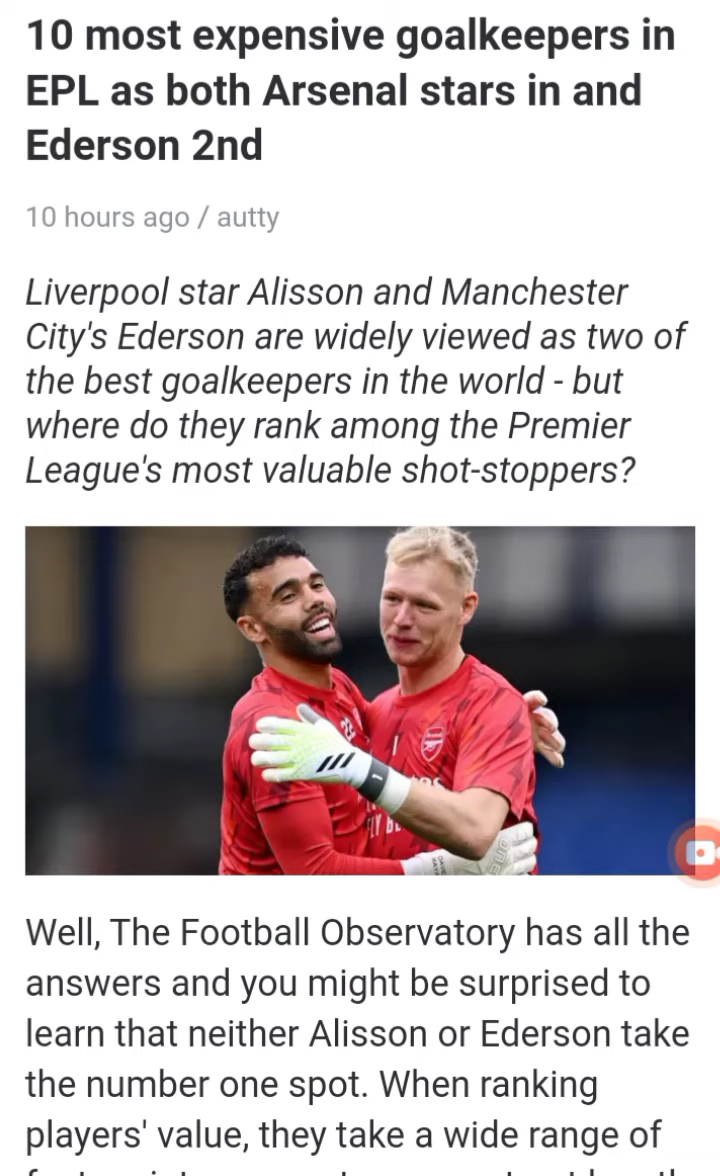 10 most expensive goalkeepers in
EPL as both Arsenal stars in and
Ederson 2nd
10 hours ago / autty
Liverpool star Alisson and Manchester
City's Ederson are widely viewed as two of
the best goalkeepers in the world - but
where do they rank among the Premier
League's most valuable shot-stoppers?
22
1
Well, The Football Observatory has all the
answers and you might be surprised to
learn that neither Alisson or Ederson take
the number one spot. When ranking
players' value, they take a wide range of